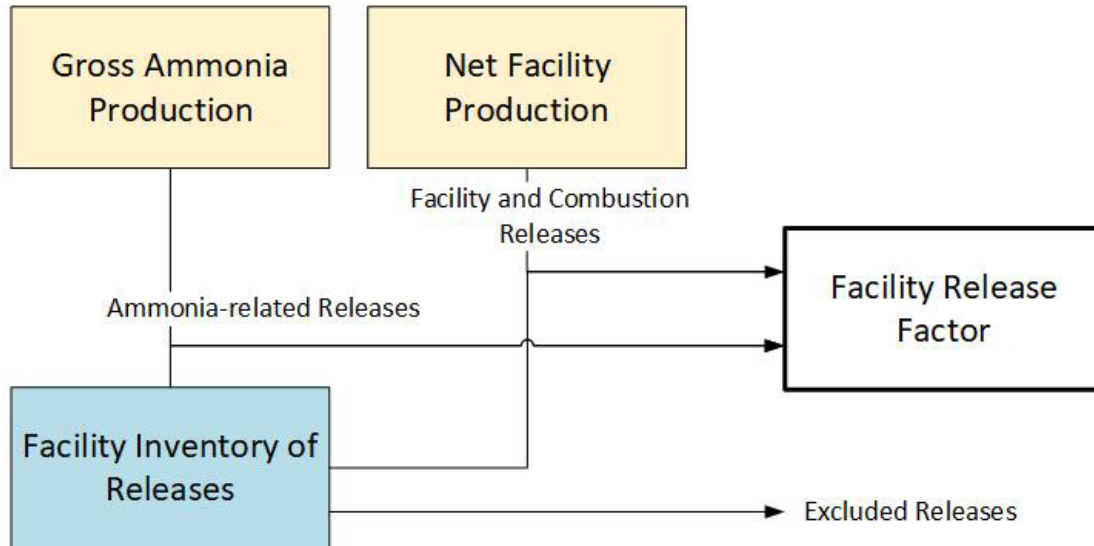 Gross Ammonia
Production
Net Facility
Production
Facility and Combustion
Releases
Ammonia-related Releases
Facility Release
Factor
Facility Inventory of
Releases
Excluded Releases